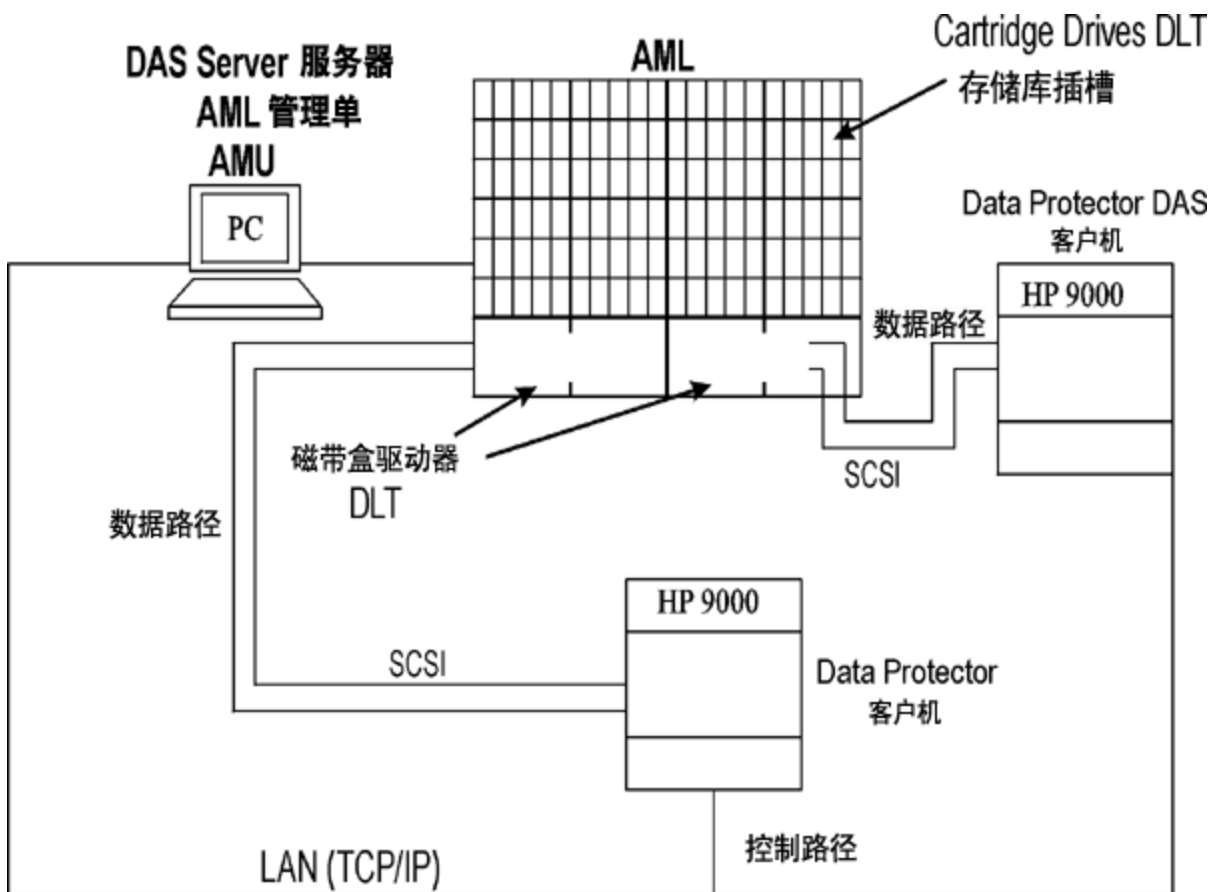 DAS Server 服务器
AML 管理单
AMU
PC
AML
Cartridge Drives DLT
存储库插槽
Data Protector DAS
客户机
HP 9000
数据路径
SCSI
磁带盒驱动器
DLT
数据路径
SCSI
HP 9000
Data Protector
客户机
控制路径
LAN (TCP/IP)